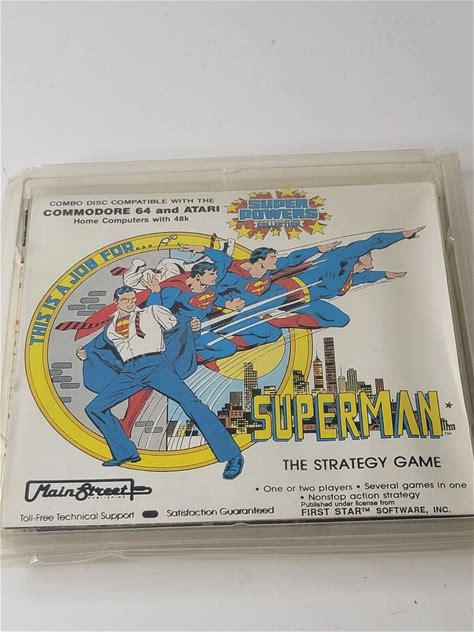 COMBO DISC COMPATIBLE WITH THE
COMMODORE 64 and ATARI
Home Computers with 48k
SUPER
POWERS
COLLECTION
THIS IS A JOB FOR...
SUPERMAN
THE STRATEGY GAME
MainStreet
• One or two players • Several games in one
• Nonstop action strategy
Published under license from
FIRST STAR™ SOFTWARE, INC.
Toll-Free Technical Support
Satisfaction Guaranteed